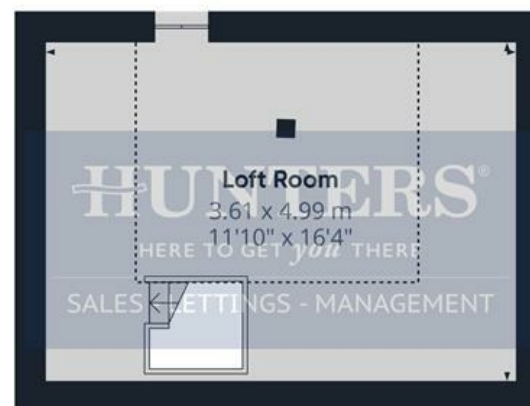 HUNTERS®
Loft Room
3.61 x 4.99 m
11'10" x 16'4"
HERE TO GET you THERE
SALES - LETTINGS - MANAGEMENT